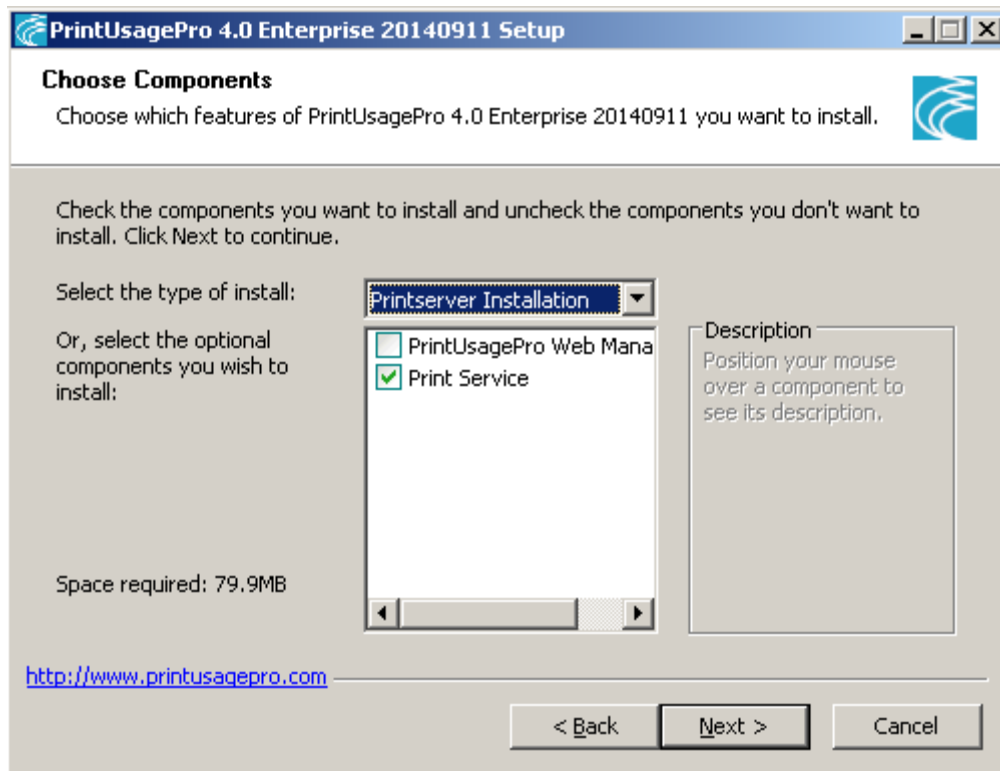 PrintUsagePro 4.0 Enterprise 20140911 Setup
Choose Components
Choose which features of PrintUsagePro 4.0 Enterprise 20140911 you want to install.
Check the components you want to install and uncheck the components you don't want to
install. Click Next to continue.
Select the type of install:
Printserver Installation
Or, select the optional
components you wish to
install:
PrintUsagePro Web Mana
Print Service
Description
Position your mouse
over a component to
see its description.
Space required: 79.9MB
http://www.printusagepro.com
< Back
Next >
Cancel